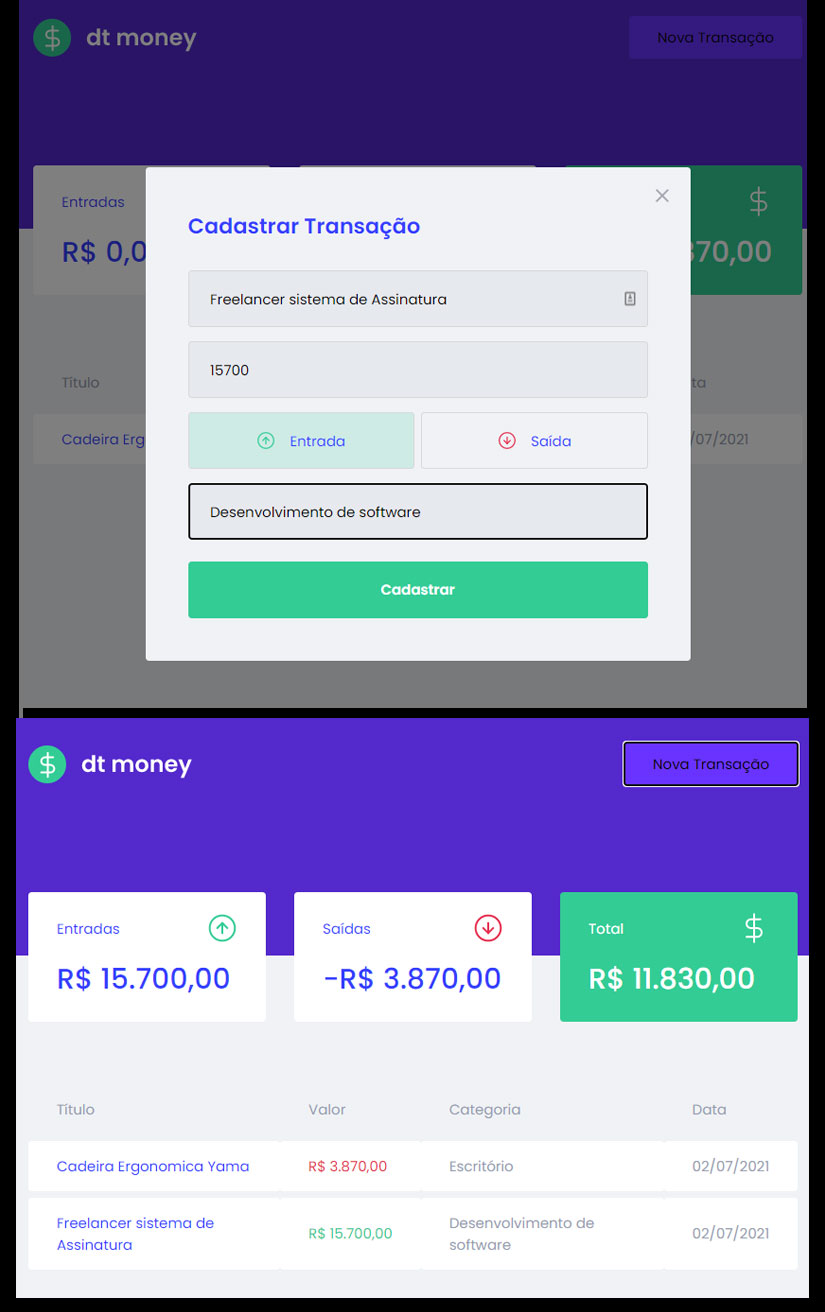 dt money
Nova Transação
Entradas
R$ 0,0
870,00
Cadastrar Transação
Freelancer sistema de Assinatura
15700
Entrada
Saída
Desenvolvimento de software
Cadastrar
Título
ta
Cadeira Erg
/07/2021
dt money
Nova Transação
Entradas
Saídas
Total
R$ 15.700,00
-R$ 3.870,00
R$ 11.830,00
Título
Valor
Categoria
Data
Cadeira Ergonomica Yama
R$ 3.870,00
Escritório
02/07/2021
Freelancer sistema de
Assinatura
R$ 15.700,00
Desenvolvimento de
software
02/07/2021